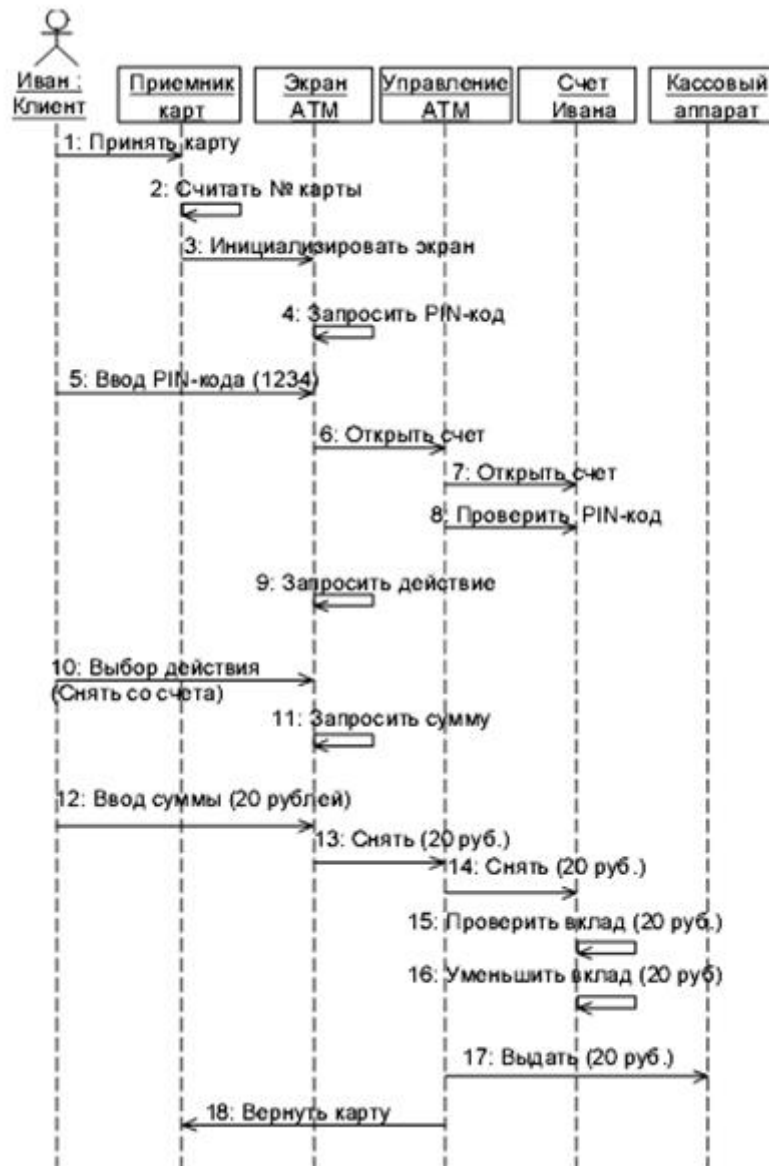 Иван :
Клиент
Приемник
карт
Экран
АТМ
Управление
АТМ
Счет
Ивана
Кассовый
аппарат
1: Принять карту
2: Считать № карты
3: Инициализировать экран
4: Запросить PIN-код
5: Ввод PIN-кода (1234)
6: Открыть счет
7: Открыть счет
8: Проверить PIN-код
9: Запросить действие
10: Выбор действия
(Снять со счета)
11: Запросить сумму
12: Ввод суммы (20 рублей)
13: Снять (20 руб.)
14: Снять (20 руб.)
15: Проверить вклад (20 руб.)
16: Уменьшить вклад (20 руб)
17: Выдать (20 руб.)
18: Вернуть карту